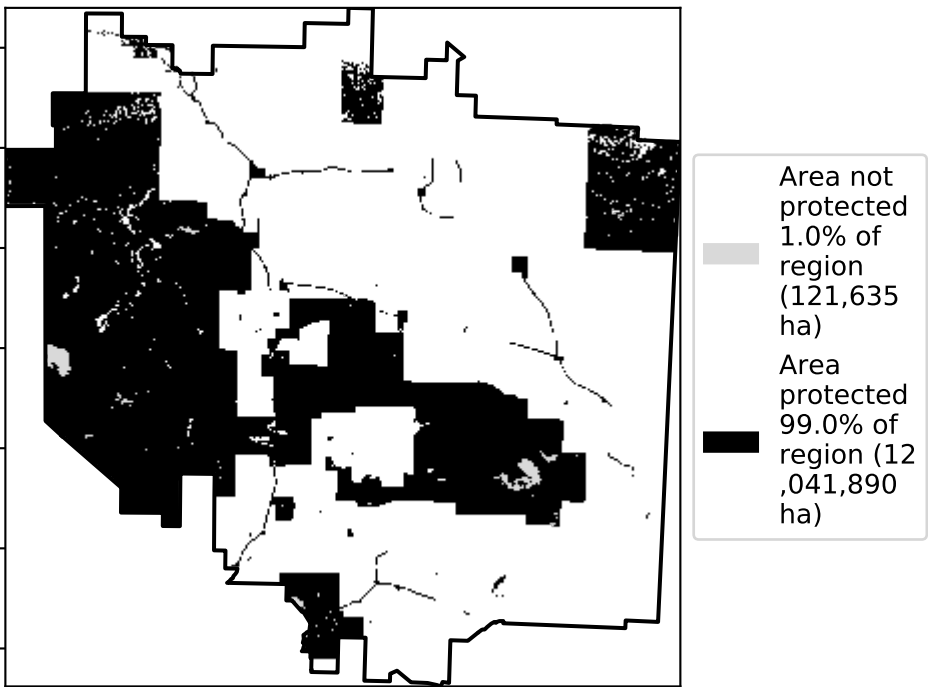 Area not
protected
1.0% of
region
(121,635
ha)
Area
protected
99.0% of
region (12
,041,890
ha)